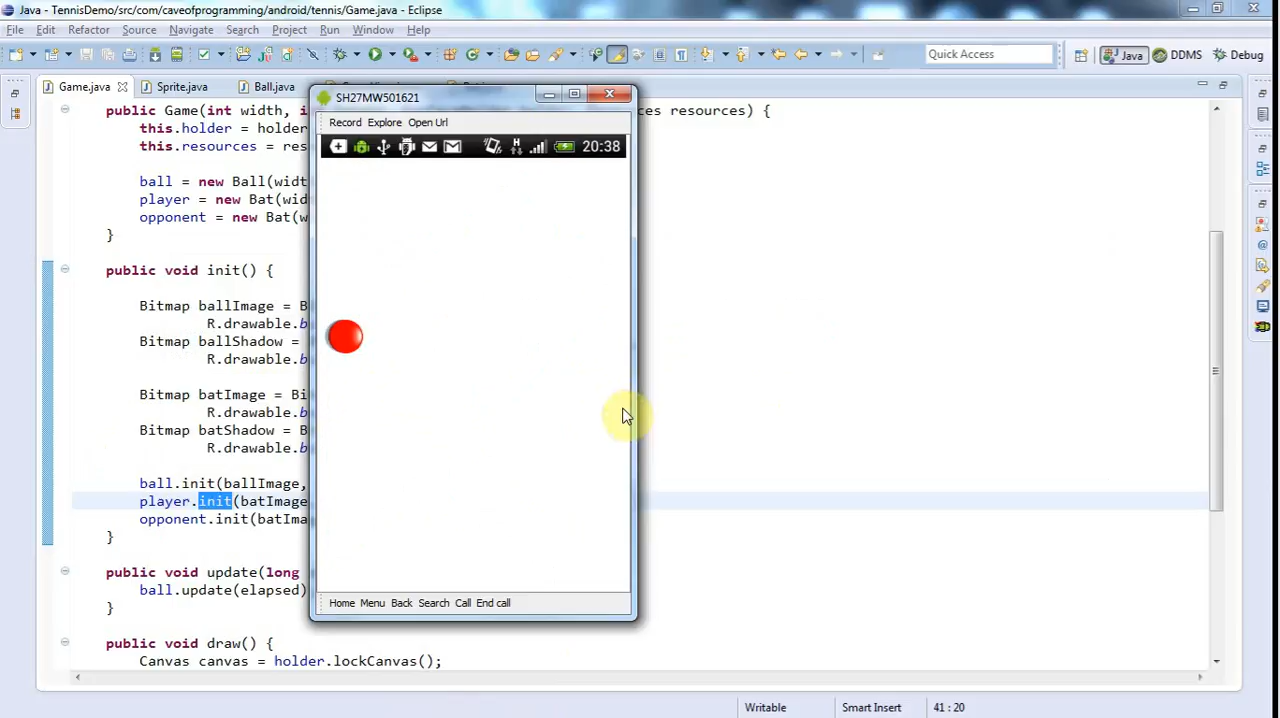 Java - TennisDemo/src/com/caveofprogramming/android/tennis/Game.java - Eclipse
File Edit Refactor Source Navigate Search Project Run Window Help
Quick Access Java DDMS Debug
Game.java Sprite.java Ball.java
SH27MW501621
Record Explore Open Url
20:38
public Game(int width, i ces resources) {
this.holder = holder
this.resources = res
ball = new Ball(widt
player = new Bat(wid
opponent = new Bat(w
}
public void init() {
Bitmap ballImage = B
R.drawable.b
Bitmap ballShadow =
R.drawable.b
Bitmap batImage = Bi
R.drawable.b
Bitmap batShadow =
R.drawable.b
ball.init(ballImage,
player.init(batImage
opponent.init(batIma
}
public void update(long
ball.update(elapsed)
}
public void draw() {
Canvas canvas = holder.lockCanvas();
Home Menu Back Search Call End call
Writable Smart Insert 41 : 20